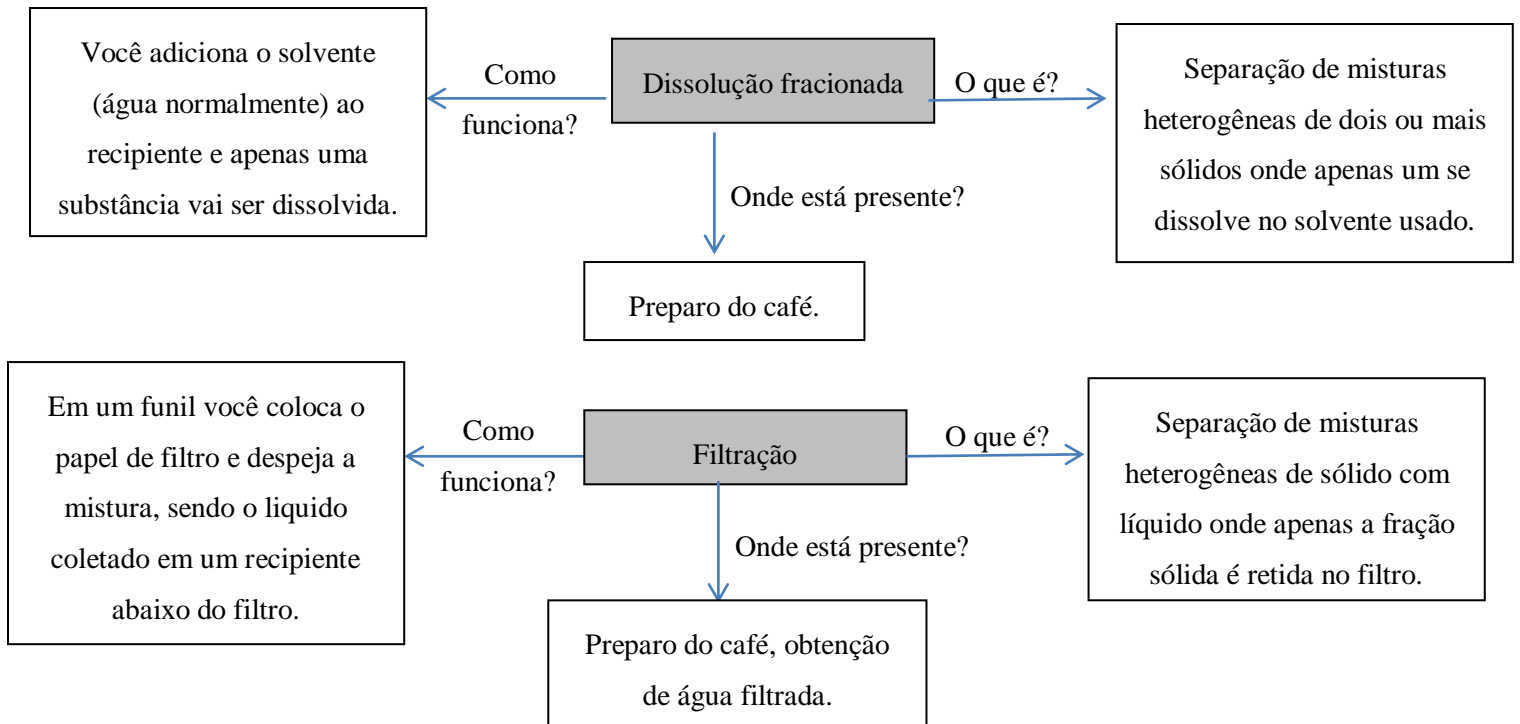 Você adiciona o solvente
(água normalmente) ao
recipiente e apenas uma
substância vai ser dissolvida.
Como
funciona?
Dissolução fracionada
O que é?
Separação de misturas
heterogêneas de dois ou mais
sólidos onde apenas um se
dissolve no solvente usado.
Onde está presente?
Preparo do café.
Em um funil você coloca o
papel de filtro e despeja a
mistura, sendo o liquido
coletado em um recipiente
abaixo do filtro.
Como
funciona?
Filtração
O que é?
Separação de misturas
heterogêneas de sólido com
líquido onde apenas a fração
sólida é retida no filtro.
Onde está presente?
Preparo do café, obtenção
de água filtrada.